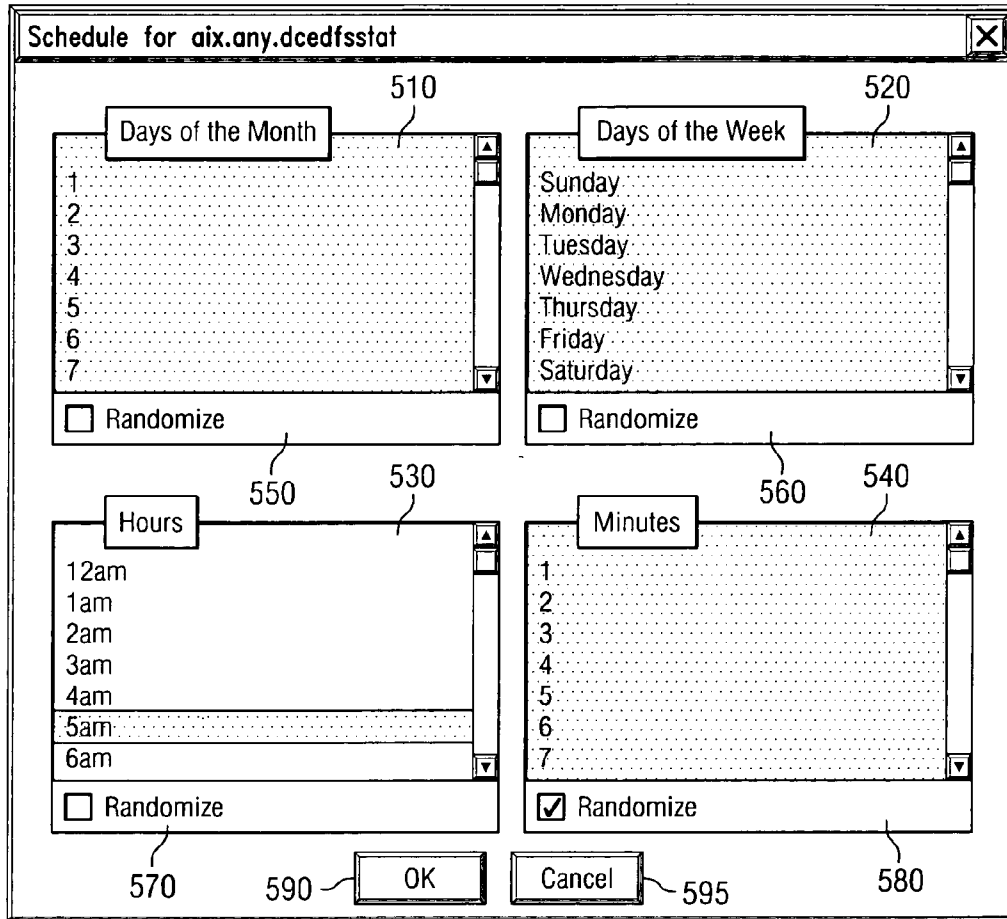 Schedule for aix.any.dcedfsstat
510
520
Days of the Month
1
2
3
4
5
6
7
Randomize
550
Days of the Week
Sunday
Monday
Tuesday
Wednesday
Thursday
Friday
Saturday
Randomize
560
530
540
Hours
12am
1am
2am
3am
4am
5am
6am
Randomize
570
Minutes
1
2
3
4
5
6
7
Randomize
580
590
OK
Cancel
595